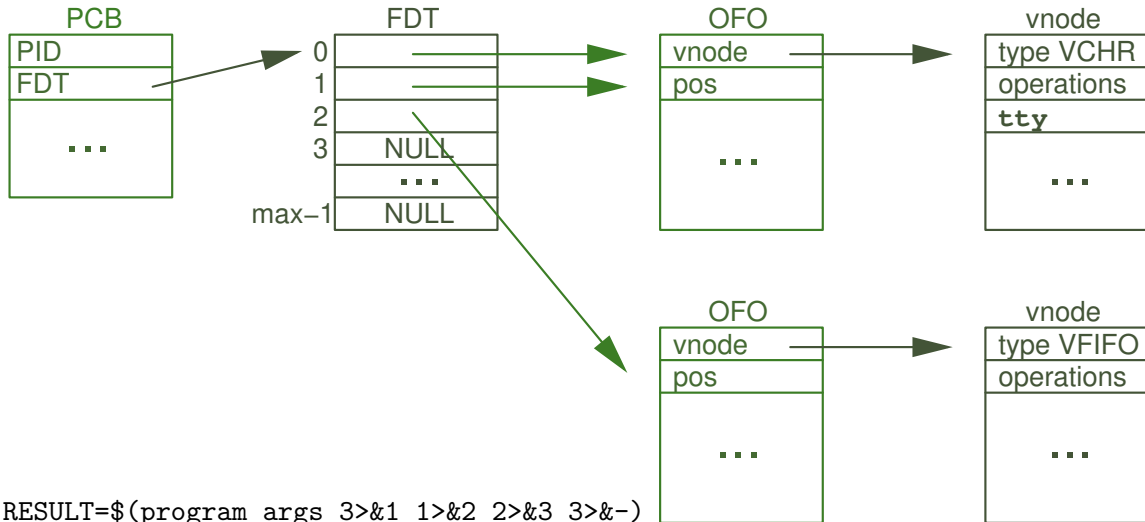 PCB
PID
FDT
...
FDT
0
1
2
3 NULL
...
max−1 NULL
OFO
vnode
pos
...
vnode
type VCHR
operations
tty
...
OFO
vnode
pos
...
vnode
type VFIFO
operations
...
RESULT=$(program args 3>&1 1>&2 2>&3 3>&-)